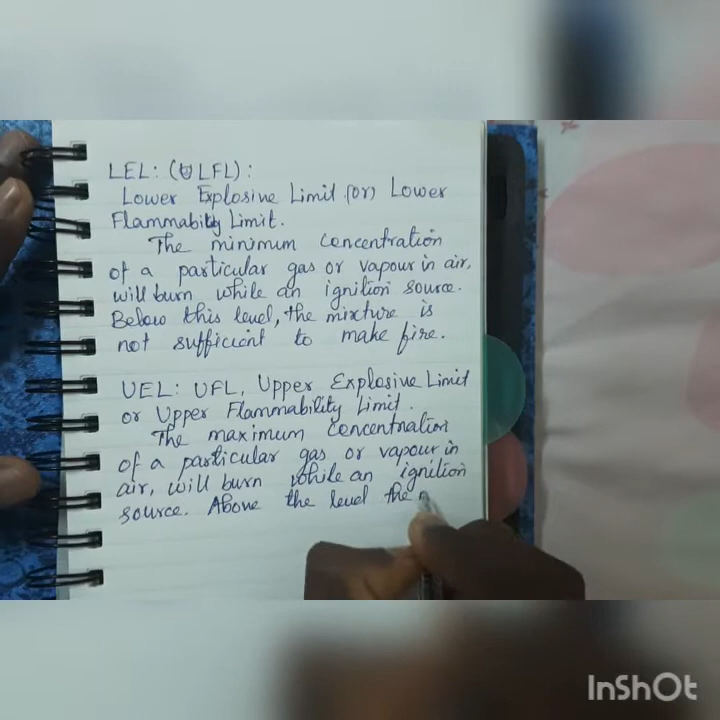 LEL: (LFL):
Lower Explosive Limit (or) Lower
Flammability Limit.
The minimum concentration
of a particular gas or vapour in air,
will burn while an ignition source.
Below this level, the mixture is
not sufficient to make fire.
UEL: UFL, Upper Explosive Limit
or Upper Flammability Limit.
The maximum concentration
of a particular gas or vapour in
air, will burn while an ignition
source. Above the level the
InShOt